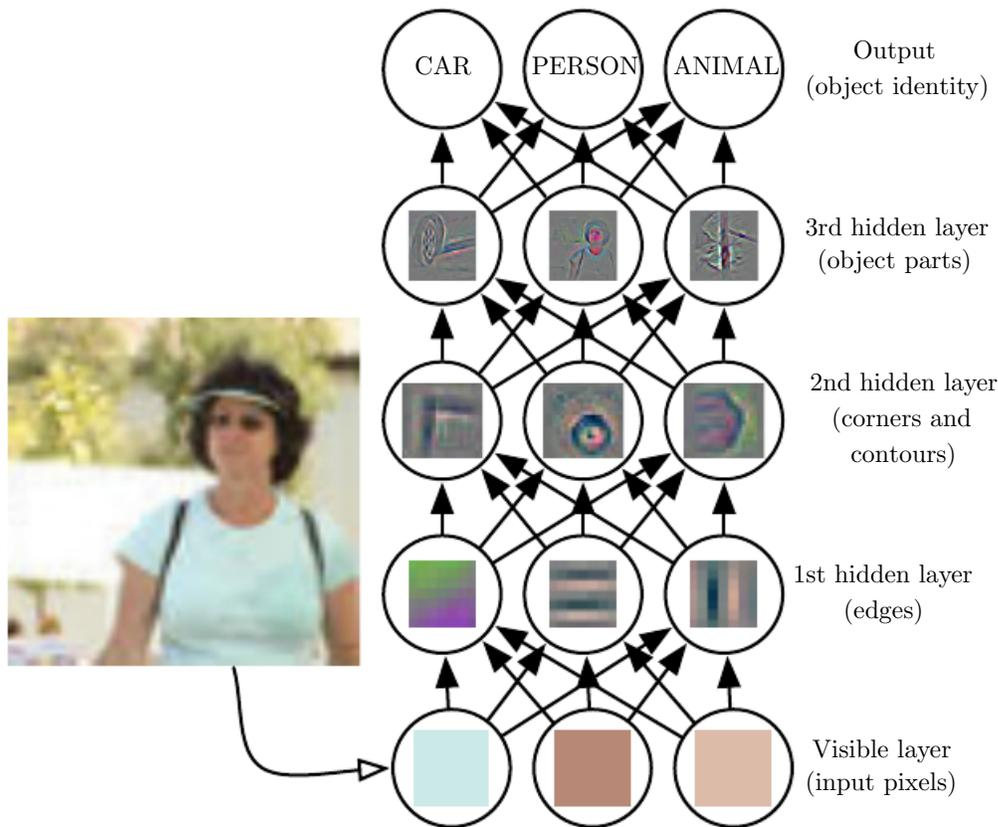 CAR
PERSON
ANIMAL
Output
(object identity)
3rd hidden layer
(object parts)
2nd hidden layer
(corners and
contours)
1st hidden layer
(edges)
Visible layer
(input pixels)